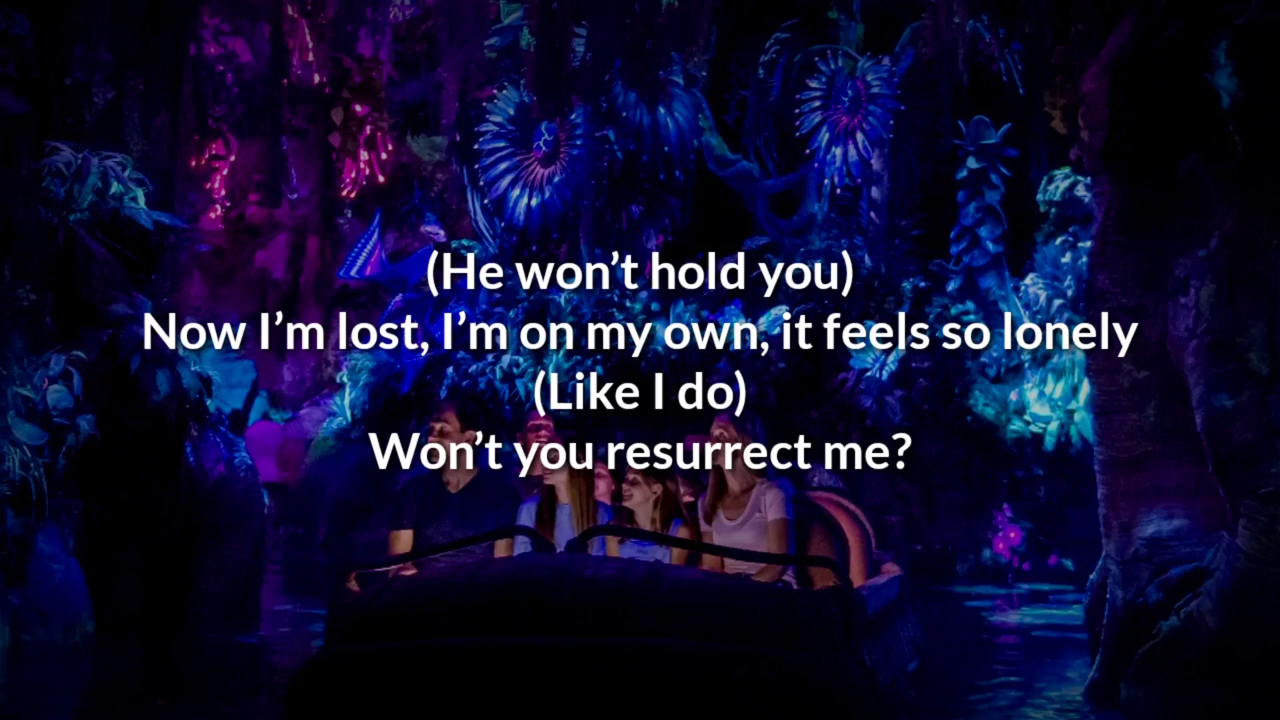 (He won’t hold you)
Now I’m lost, I’m on my own, it feels so lonely
(Like I do)
Won’t you resurrect me?